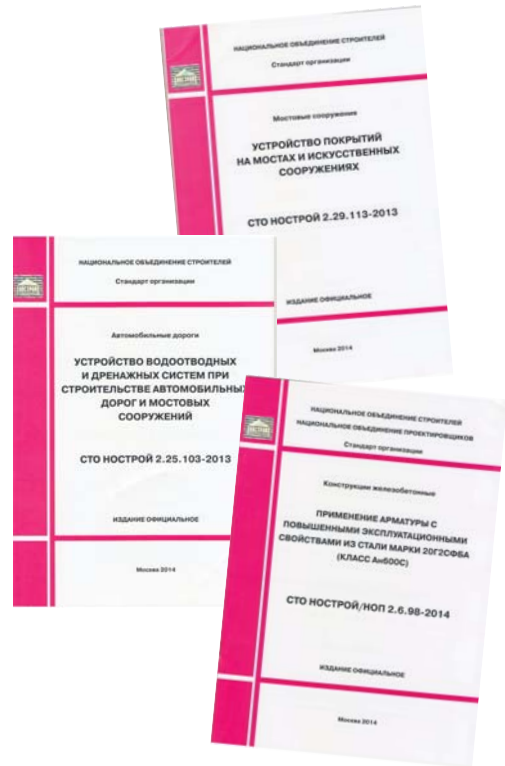 НАЦИОНАЛЬНОЕ ОБЪЕДИНЕНИЕ СТРОИТЕЛЕЙ
Стандарт организации
НОСТРОЙ
Мостовые сооружения
УСТРОЙСТВО ПОКРЫТИЙ
НА МОСТАХ И ИСКУССТВЕННЫХ
СООРУЖЕНИЯХ
СТО НОСТРОЙ 2.29.113-2013
ИЗДАНИЕ ОФИЦИАЛЬНОЕ
Москва 2014
НАЦИОНАЛЬНОЕ ОБЪЕДИНЕНИЕ СТРОИТЕЛЕЙ
Стандарт организации
НОСТРОЙ
Автомобильные дороги
УСТРОЙСТВО ВОДООТВОДНЫХ
И ДРЕНАЖНЫХ СИСТЕМ ПРИ
СТРОИТЕЛЬСТВЕ АВТОМОБИЛЬНЫХ
ДОРОГ И МОСТОВЫХ
СООРУЖЕНИЙ
СТО НОСТРОЙ 2.25.103-2013
ИЗДАНИЕ ОФИЦИАЛЬНОЕ
Москва 2014
НАЦИОНАЛЬНОЕ ОБЪЕДИНЕНИЕ СТРОИТЕЛЕЙ
НАЦИОНАЛЬНОЕ ОБЪЕДИНЕНИЕ ПРОЕКТИРОВЩИКОВ
Стандарт организации
НОСТРОЙ
Конструкции железобетонные
ПРИМЕНЕНИЕ АРМАТУРЫ С
ПОВЫШЕННЫМИ ЭКСПЛУАТАЦИОННЫМИ
СВОЙСТВАМИ ИЗ СТАЛИ МАРКИ 20Г2СФБА
(КЛАСС Ан600С)
СТО НОСТРОЙ/НОП 2.6.98-2014
ИЗДАНИЕ ОФИЦИАЛЬНОЕ
Москва 2014